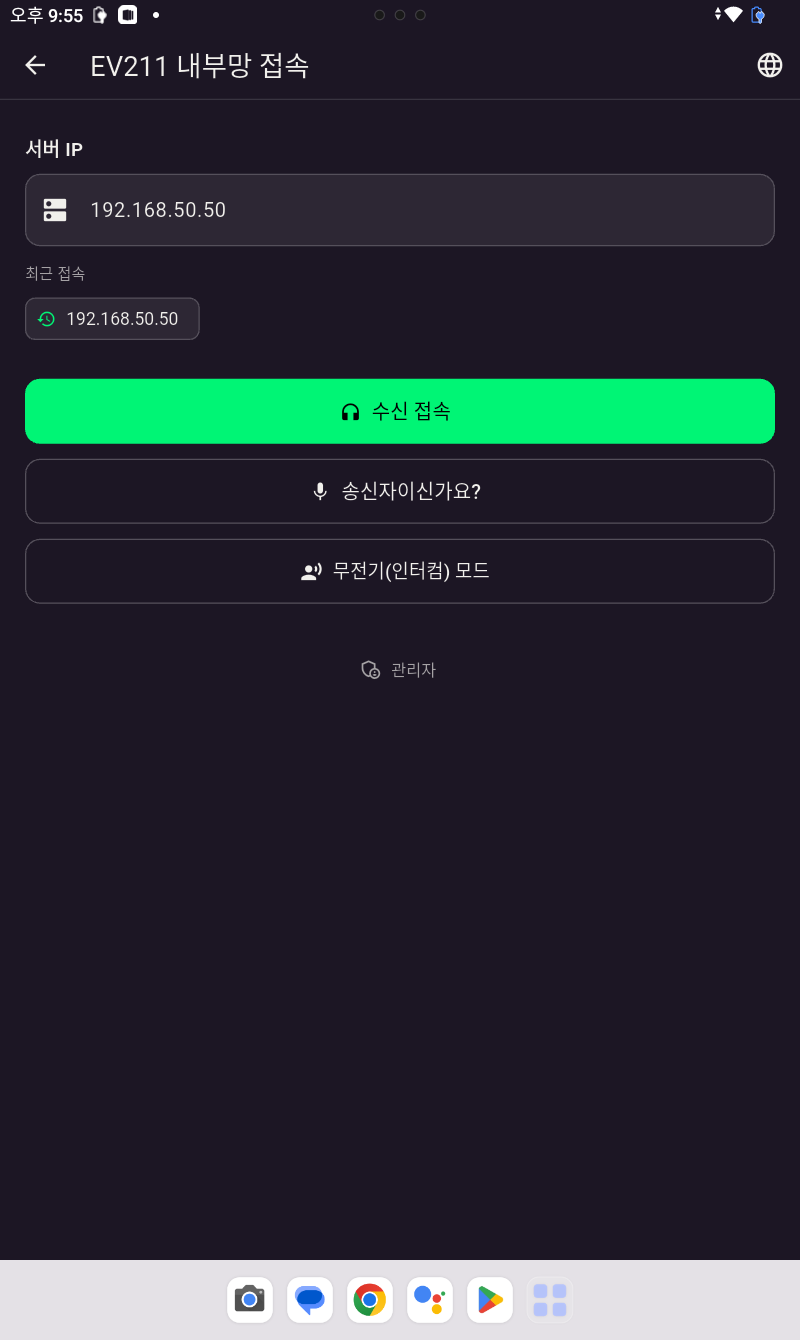 오후 9:55
EV211 내부망 접속
서버 IP
192.168.50.50
최근 접속
192.168.50.50
수신 접속
송신자이신가요?
무전기(인터컴) 모드
관리자